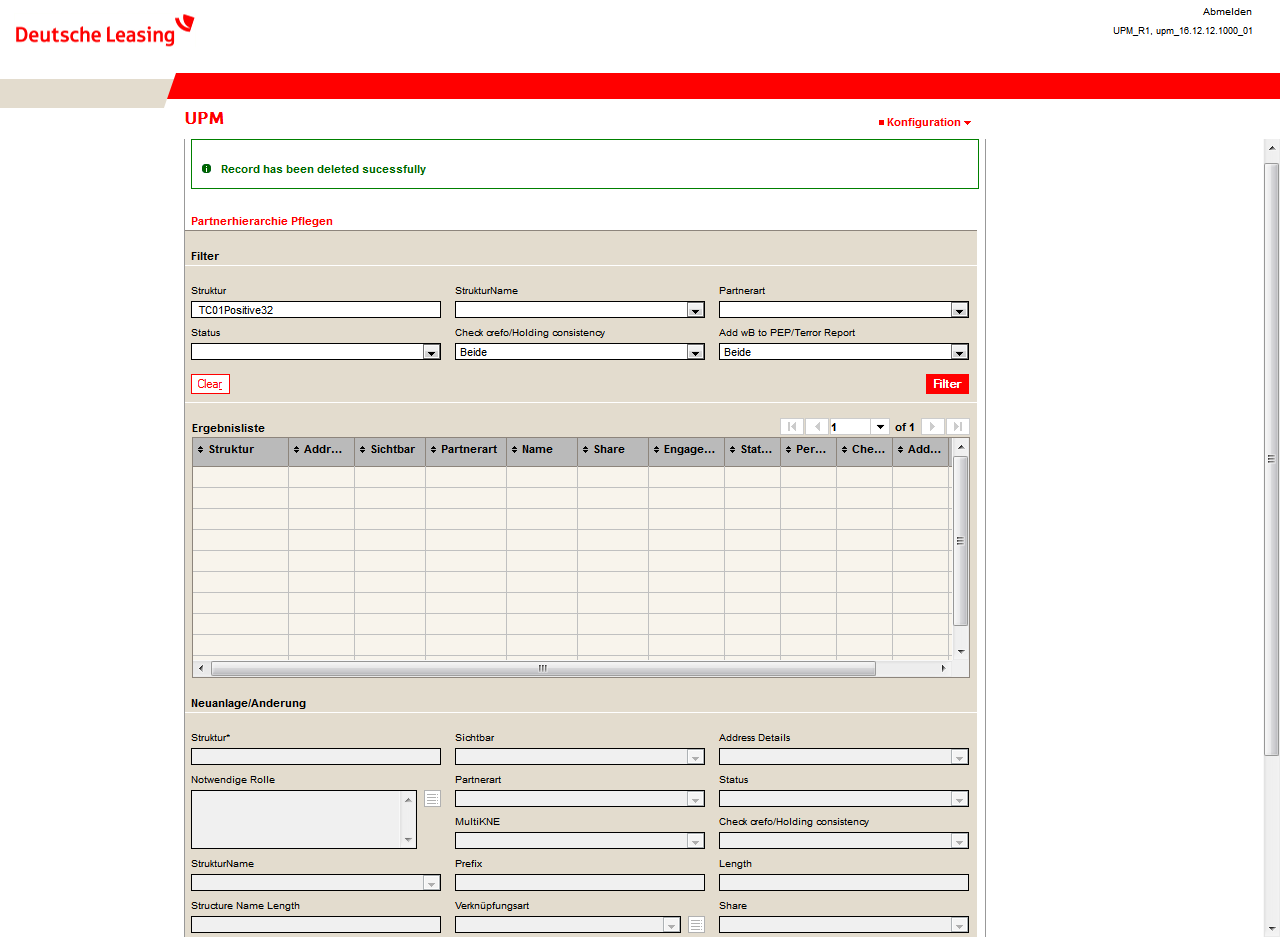 Abmelden
Deutsche Leasing
UPM_R1, upm_16.12.12.1000_01
UPM
Konfiguration
Record has been deleted sucessfully
Partnerhierarchie Pflegen
Filter
Struktur StrukturName Partnerart
TC01Positive32
Status Check crefo/Holding consistency Add wB to PEP/Terror Report
Beide Beide
Clear Filter
Ergebnisliste 1 of 1
Struktur Addr... Sichtbar Partnerart Name Share Engage... Stat... Per... Che... Add...
Neuanlage/Anderung
Struktur* Sichtbar Address Details
Notwendige Rolle Partnerart Status
MultiKNE Check crefo/Holding consistency
StrukturName Prefix Length
Structure Name Length Verknüpfungsart Share